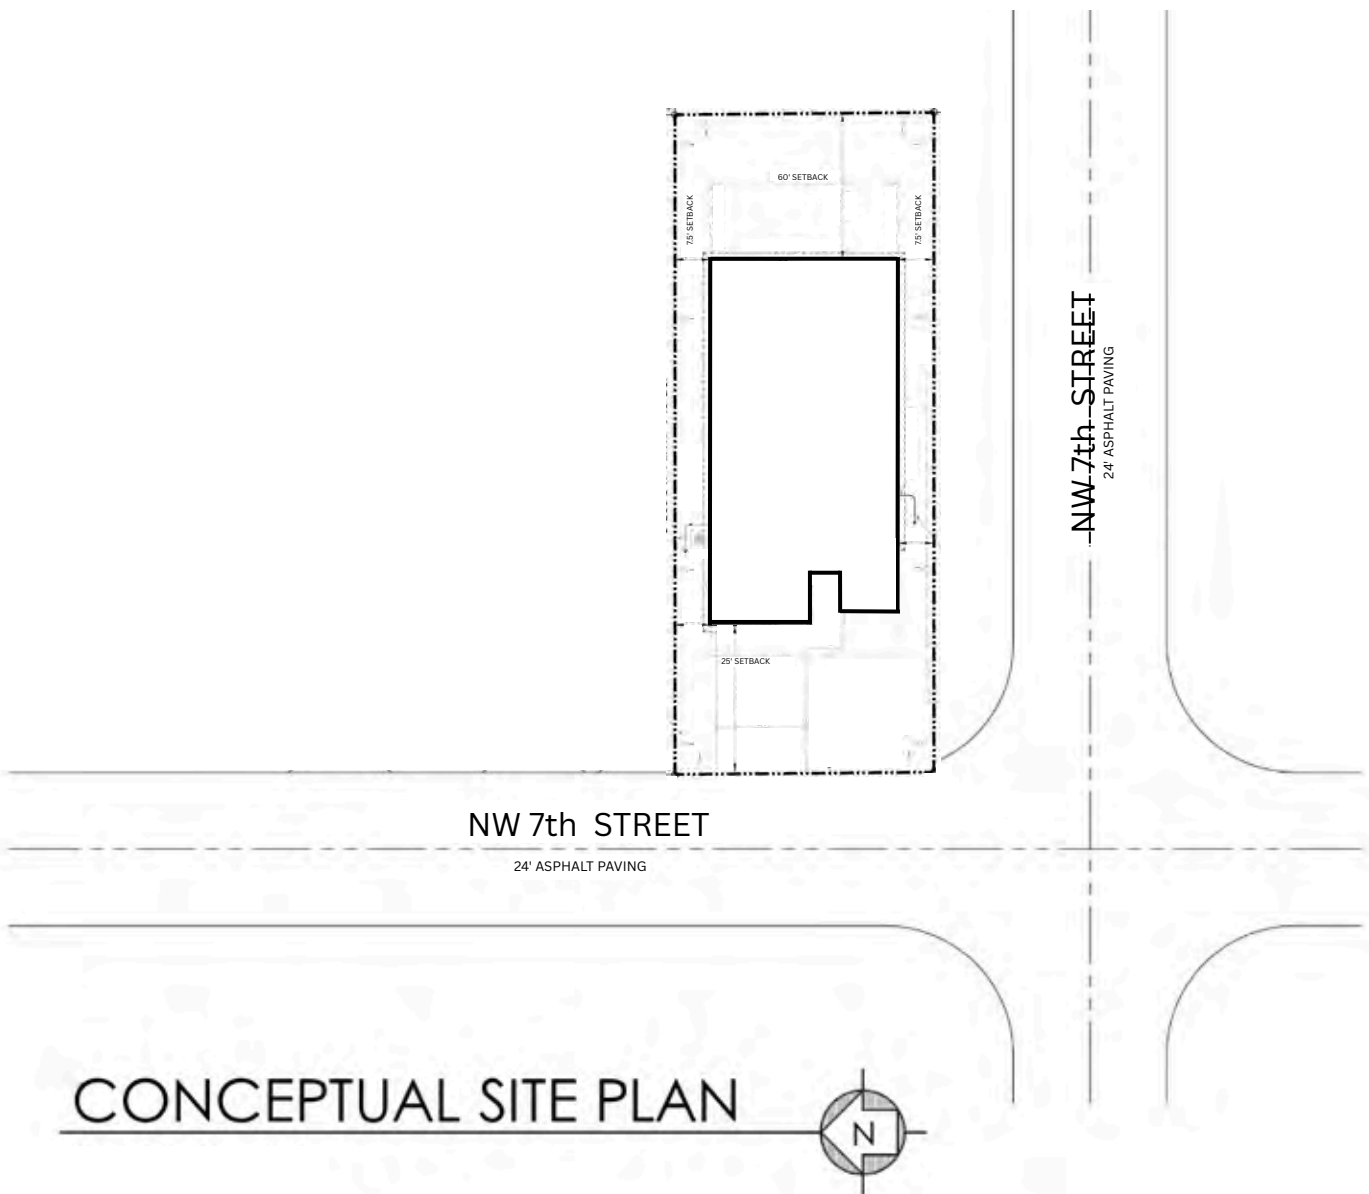 60' SETBACK
7.5' SETBACK
7.5' SETBACK
NW 7th STREET
24' ASPHALT PAVING
25' SETBACK
NW 7th STREET
24' ASPHALT PAVING
CONCEPTUAL SITE PLAN
N